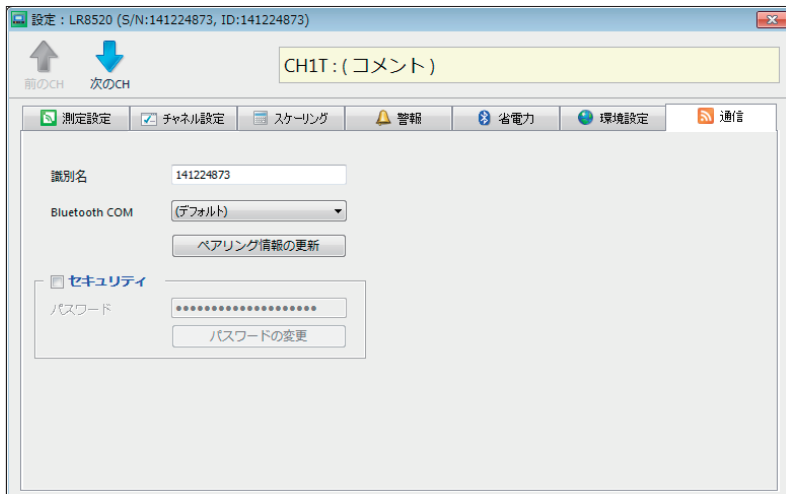 設定：LR8520 (S/N:141224873, ID:141224873)
前のCH
次のCH
CH1T : ( コメント )
測定設定
チャネル設定
スケーリング
警報
省電力
環境設定
通信
識別名
141224873
Bluetooth COM
(デフォルト)
ペアリング情報の更新
セキュリティ
パスワード
••••••••••••••••••••
パスワードの変更